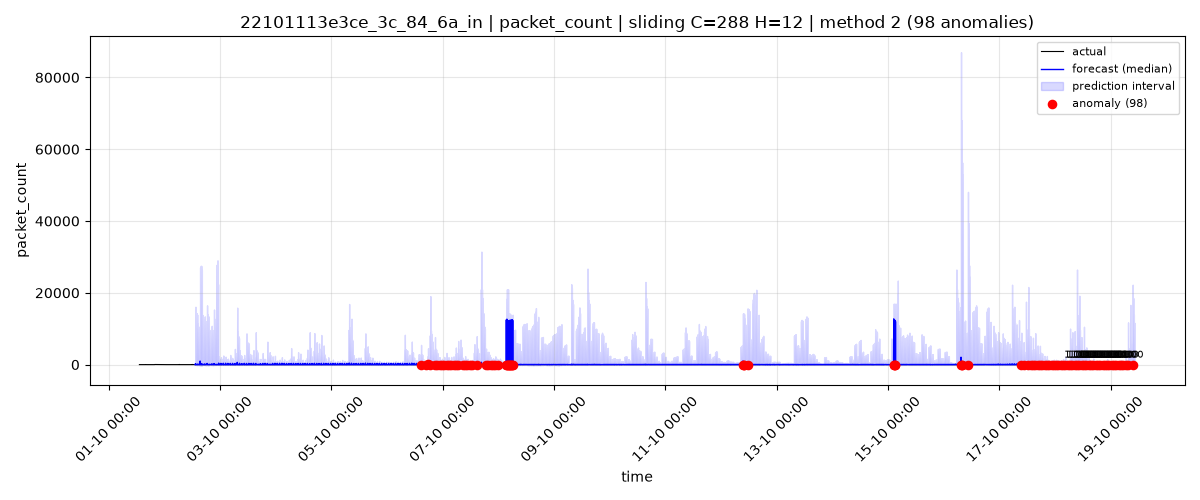 22101113e3ce_3c_84_6a_in | packet_count | sliding C=288 H=12 | method 2 (98 anomalies)
actual
forecast (median)
prediction interval
anomaly (98)
packet_count
80000
60000
40000
20000
0
01-10 00:00
03-10 00:00
05-10 00:00
07-10 00:00
09-10 00:00
11-10 00:00
13-10 00:00
15-10 00:00
17-10 00:00
19-10 00:00
time